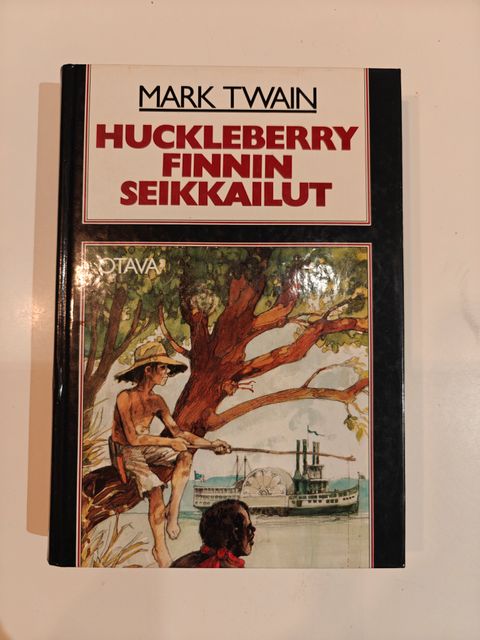 MARK TWAIN
HUCKLEBERRY
FINNIN
SEIKKAILUT
OTAVA